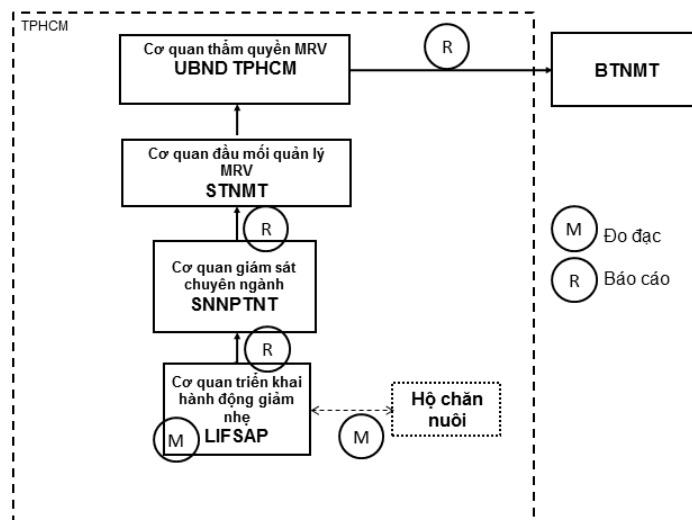 TPHCM
Cơ quan thẩm quyền MRV
UBND TPHCM
R
BTNMT
Cơ quan đầu mối quản lý
MRV
STNMT
R
M
Đo đạc
R
Báo cáo
Cơ quan giám sát
chuyên ngành
SNNPTNT
R
Cơ quan triển khai
hành động giảm
nhẹ
LIFSAP
M
M
Hộ chăn
nuôi